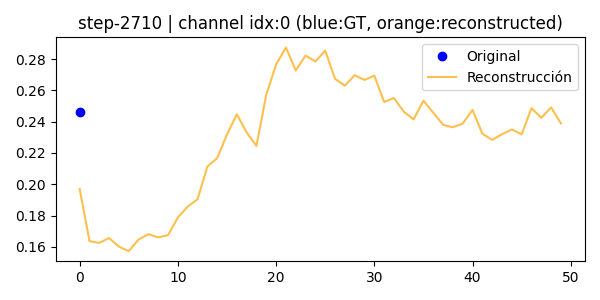 step-2710 | channel idx:0 (blue:GT, orange:reconstructed)
Original
Reconstrucción
0.28
0.26
0.24
0.22
0.20
0.18
0.16
0 10 20 30 40 50